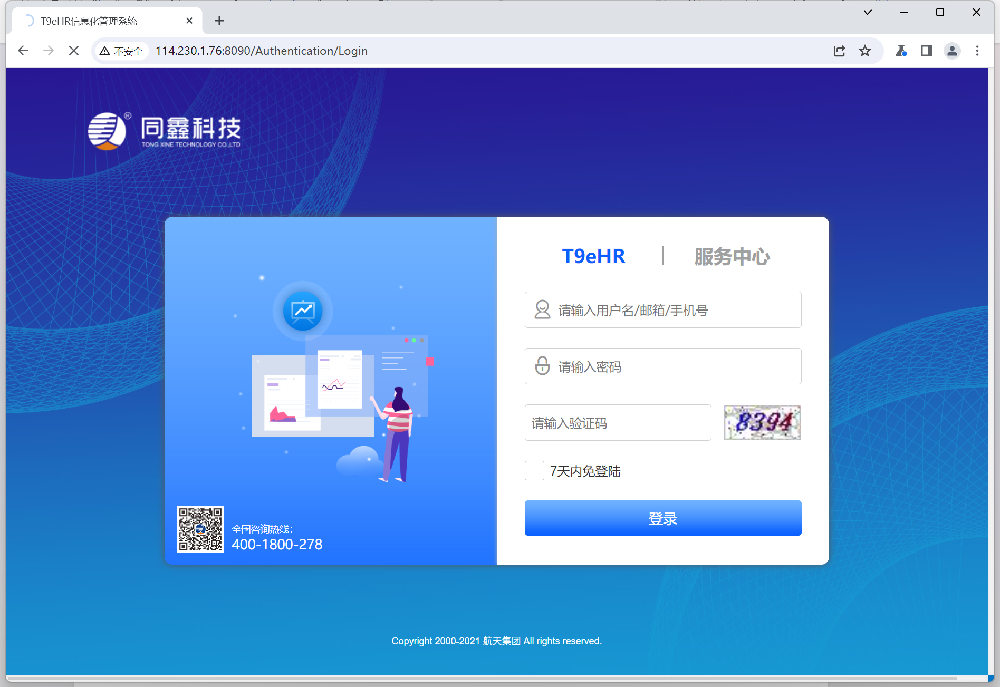 T9eHR信息化管理系统
不安全
114.230.1.76:8090/Authentication/Login
同鑫科技
TONG XINE TECHNOLOGY CO.,LTD
T9eHR
服务中心
请输入用户名/邮箱/手机号
请输入密码
请输入验证码
8394
7天内免登陆
登录
全国咨询热线：
400-1800-278
Copyright 2000-2021 航天集团 All rights reserved.